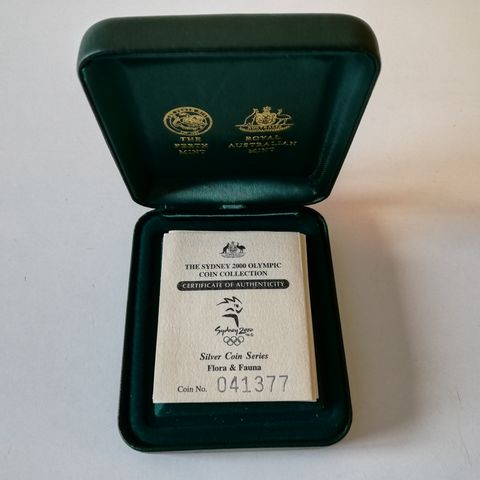 THE
PERTH
MINT
ROYAL
AUSTRALIAN
MINT
THE SYDNEY 2000 OLYMPIC
COIN COLLECTION
CERTIFICATE OF AUTHENTICITY
Sydney 2000
Silver Coin Series
Flora & Fauna
Coin No. 041377